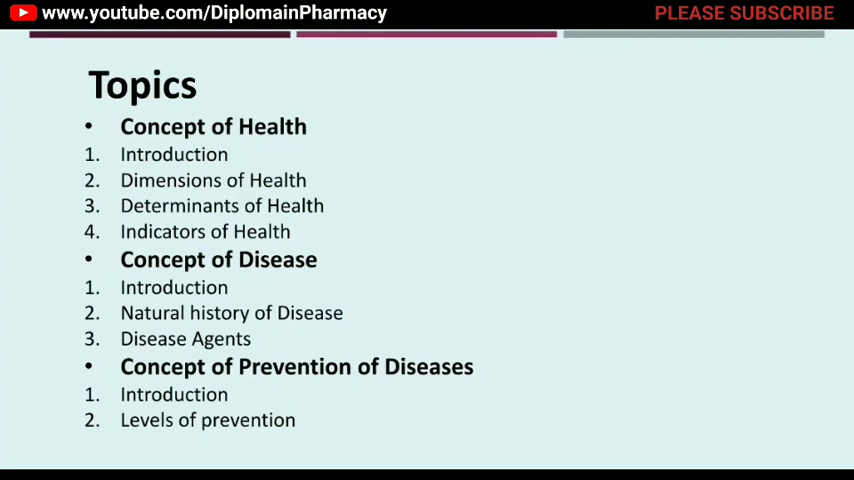 www.youtube.com/DiplomainPharmacy PLEASE SUBSCRIBE
Topics
• Concept of Health
1. Introduction
2. Dimensions of Health
3. Determinants of Health
4. Indicators of Health
• Concept of Disease
1. Introduction
2. Natural history of Disease
3. Disease Agents
• Concept of Prevention of Diseases
1. Introduction
2. Levels of prevention